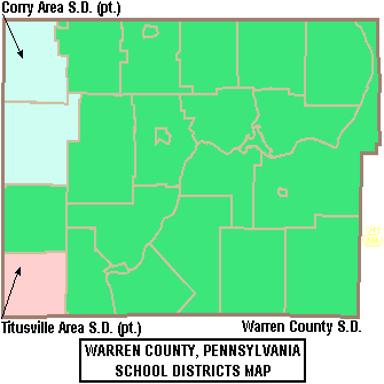 Corry Area S.D. (pt.)
Titusville Area S.D. (pt.)
Warren County S.D.
WARREN COUNTY, PENNSYLVANIA
SCHOOL DISTRICTS MAP